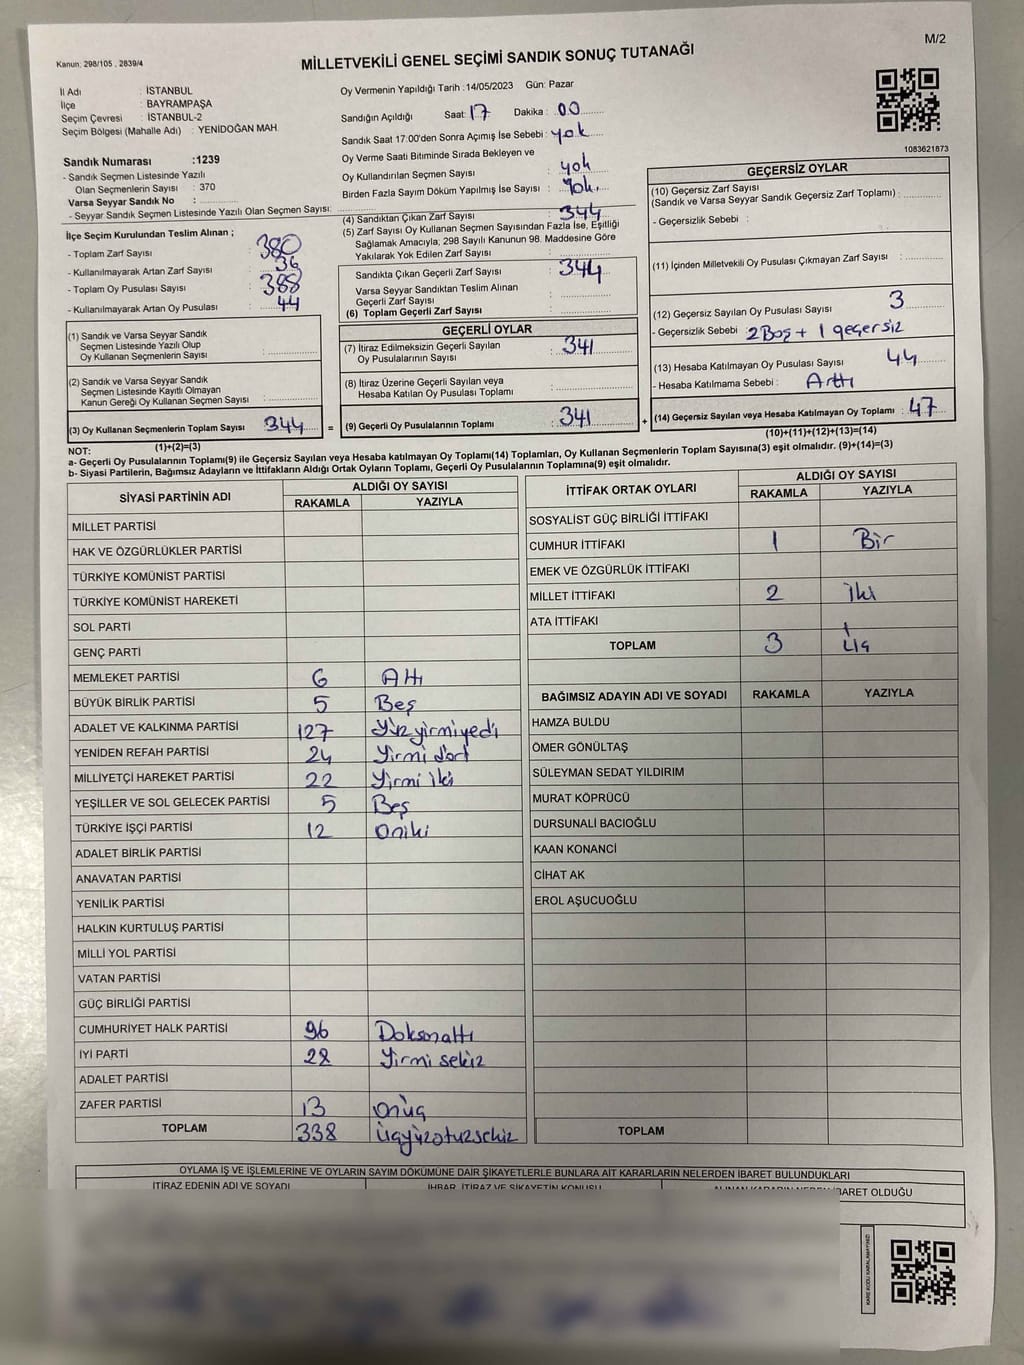 M/2
Kanun: 298/105 , 2839/4
MİLLETVEKİLİ GENEL SEÇİMİ SANDIK SONUÇ TUTANAĞI
İl Adı : İSTANBUL
İlçe : BAYRAMPAŞA
Seçim Çevresi : İSTANBUL-2
Seçim Bölgesi (Mahalle Adı) : YENİDOĞAN MAH.
Oy Vermenin Yapıldığı Tarih :14/05/2023 Gün: Pazar
Sandığın Açıldığı Saat: 17 Dakika : 00
Sandık Saat 17:00'den Sonra Açımış İse Sebebi : yok
Oy Verme Saati Bitiminde Sırada Bekleyen ve
Oy Kullandırılan Seçmen Sayısı : yok
Birden Fazla Sayım Döküm Yapılmış İse Sayısı : Yok.
1083621873
Sandık Numarası :1239
- Sandık Seçmen Listesinde Yazılı
Olan Seçmenlerin Sayısı : 370
Varsa Seyyar Sandık No :
- Seyyar Sandık Seçmen Listesinde Yazılı Olan Seçmen Sayısı:
İlçe Seçim Kurulundan Teslim Alınan ;
- Toplam Zarf Sayısı : 380
- Kullanılmayarak Artan Zarf Sayısı : 36
- Toplam Oy Pusulası Sayısı : 388
- Kullanılmayarak Artan Oy Pusulası : 44
(1) Sandık ve Varsa Seyyar Sandık
Seçmen Listesinde Yazılı Olup
Oy Kullanan Seçmenlerin Sayısı :
(2) Sandık ve Varsa Seyyar Sandık
Seçmen Listesinde Kayıtlı Olmayan
Kanun Gereği Oy Kullanan Seçmen Sayısı :
(3) Oy Kullanan Seçmenlerin Toplam Sayısı : 344 =
(1)+(2)=(3)
(4) Sandıktan Çıkan Zarf Sayısı : 344
(5) Zarf Sayısı Oy Kullanan Seçmen Sayısından Fazla İse, Eşitliği
Sağlamak Amacıyla; 298 Sayılı Kanunun 98. Maddesine Göre
Yakılarak Yok Edilen Zarf Sayısı :
Sandıkta Çıkan Geçerli Zarf Sayısı : 344
Varsa Seyyar Sandıktan Teslim Alınan
Geçerli Zarf Sayısı :
(6) Toplam Geçerli Zarf Sayısı :
GEÇERLİ OYLAR
(7) İtiraz Edilmeksizin Geçerli Sayılan
Oy Pusulalarının Sayısı : 341
(8) İtiraz Üzerine Geçerli Sayılan veya
Hesaba Katılan Oy Pusulası Toplamı :
(9) Geçerli Oy Pusulalarının Toplamı : 341 +
GEÇERSİZ OYLAR
(10) Geçersiz Zarf Sayısı
(Sandık ve Varsa Seyyar Sandık Geçersiz Zarf Toplamı) :
- Geçersizlik Sebebi :
(11) İçinden Milletvekili Oy Pusulası Çıkmayan Zarf Sayısı :
(12) Geçersiz Sayılan Oy Pusulası Sayısı : 3
- Geçersizlik Sebebi : 2Boş + 1 geçersiz
(13) Hesaba Katılmayan Oy Pusulası Sayısı : 44
- Hesaba Katılmama Sebebi : Arttı
(14) Geçersiz Sayılan veya Hesaba Katılmayan Oy Toplamı : 47
(10)+(11)+(12)+(13)=(14)
NOT:
a- Geçerli Oy Pusulalarının Toplamı(9) ile Geçersiz Sayılan veya Hesaba katılmayan Oy Toplamı(14) Toplamları, Oy Kullanan Seçmenlerin Toplam Sayısına(3) eşit olmalıdır. (9)+(14)=(3)
b- Siyasi Partilerin, Bağımsız Adayların ve İttifakların Aldığı Ortak Oyların Toplamı, Geçerli Oy Pusulalarının Toplamına(9) eşit olmalıdır.
SİYASİ PARTİNİN ADI ALDIĞI OY SAYISI
RAKAMLA YAZIYLA
MİLLET PARTİSİ
HAK VE ÖZGÜRLÜKLER PARTİSİ
TÜRKİYE KOMÜNİST PARTİSİ
TÜRKİYE KOMÜNİST HAREKETİ
SOL PARTİ
GENÇ PARTİ
MEMLEKET PARTİSİ 6 Altı
BÜYÜK BİRLİK PARTİSİ 5 Beş
ADALET VE KALKINMA PARTİSİ 127 Yüzyirmiyedi
YENİDEN REFAH PARTİSİ 24 Yirmi dört
MİLLİYETÇİ HAREKET PARTİSİ 22 Yirmi iki
YEŞİLLER VE SOL GELECEK PARTİSİ 5 Beş
TÜRKİYE İŞÇİ PARTİSİ 12 Oniki
ADALET BİRLİK PARTİSİ
ANAVATAN PARTİSİ
YENİLİK PARTİSİ
HALKIN KURTULUŞ PARTİSİ
MİLLİ YOL PARTİSİ
VATAN PARTİSİ
GÜÇ BİRLİĞİ PARTİSİ
CUMHURİYET HALK PARTİSİ 96 Doksanaltı
İYİ PARTİ 28 Yirmi sekiz
ADALET PARTİSİ
ZAFER PARTİSİ 13 onüç
TOPLAM 338 üçyüzotuzsekiz
İTTİFAK ORTAK OYLARI ALDIĞI OY SAYISI
RAKAMLA YAZIYLA
SOSYALİST GÜÇ BİRLİĞİ İTTİFAKI
CUMHUR İTTİFAKI 1 Bir
EMEK VE ÖZGÜRLÜK İTTİFAKI
MİLLET İTTİFAKI 2 İki
ATA İTTİFAKI
TOPLAM 3 üç
BAĞIMSIZ ADAYIN ADI VE SOYADI RAKAMLA YAZIYLA
HAMZA BULDU
ÖMER GÖNÜLTAŞ
SÜLEYMAN SEDAT YILDIRIM
MURAT KÖPRÜCÜ
DURSUNALİ BACIOĞLU
KAAN KONANCİ
CİHAT AK
EROL AŞUCUOĞLU
TOPLAM
OYLAMA İŞ VE İŞLEMLERİNE VE OYLARIN SAYIM DÖKÜMÜNE DAİR ŞİKAYETLERLE BUNLARA AİT KARARLARIN NELERDEN İBARET BULUNDUKLARI
İTİRAZ EDENİN ADI VE SOYADI İHBAR, İTİRAZ VE ŞİKAYETİN KONUSU ALINAN KARARIN NEDEN İBARET OLDUĞU
KARE KODU KARALAMAYINIZ!